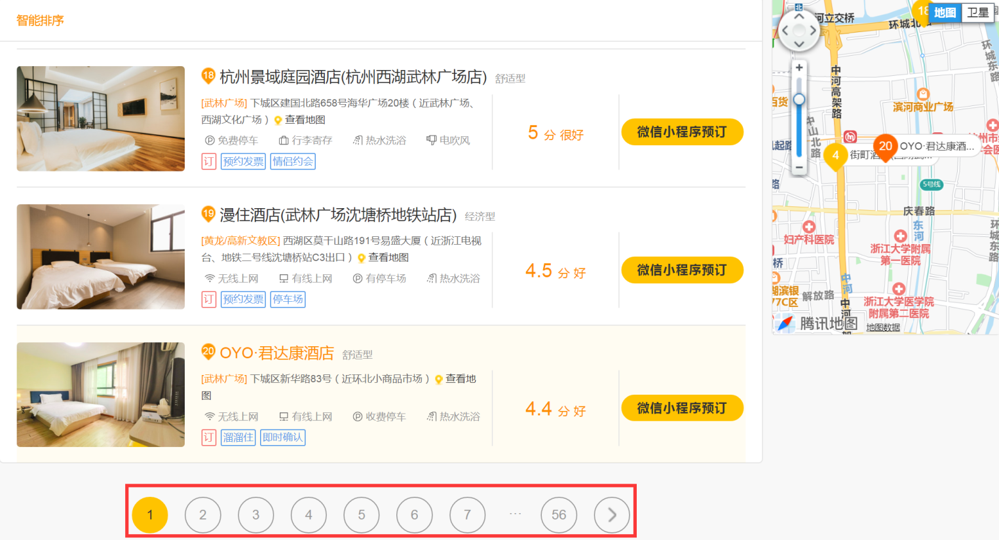 智能排序
18 杭州景域庭园酒店(杭州西湖武林广场店) 舒适型
[武林广场] 下城区建国北路658号海华广场20楼 ( 近武林广场、
西湖文化广场 ) 查看地图
免费停车 行李寄存 热水洗浴 电吹风
订 预约发票 情侣约会
5 分 很好
微信小程序预订
19 漫住酒店(武林广场沈塘桥地铁站店) 经济型
[黄龙/高新文教区] 西湖区莫干山路191号易盛大厦 ( 近浙江电视
台、地铁二号线沈塘桥站C3出口 ) 查看地图
无线上网 有线上网 有停车场 热水洗浴
订 预约发票 停车场
4.5 分 好
微信小程序预订
20 OYO·君达康酒店 舒适型
[武林广场] 下城区新华路83号 ( 近环北小商品市场 ) 查看地
图
无线上网 有线上网 收费停车 热水洗浴
订 溜溜住 即时确认
4.4 分 好
微信小程序预订
1 2 3 4 5 6 7 ... 56
北
河立交桥
环城北
18
地图 卫星
环城东路
中河高架路
百货
滨河商业广场
中山北路
州市
会医
起路
4 街町酒
20 OYO·君达康酒...
路
5号线
庆春路
东河
环城东路
妇产科医院
浙江大学附属
第一医院
桥
中河
湖滨银
77C区
解放路
中河
浙江大学医学院
附属第二医院
腾讯地图
地图数据